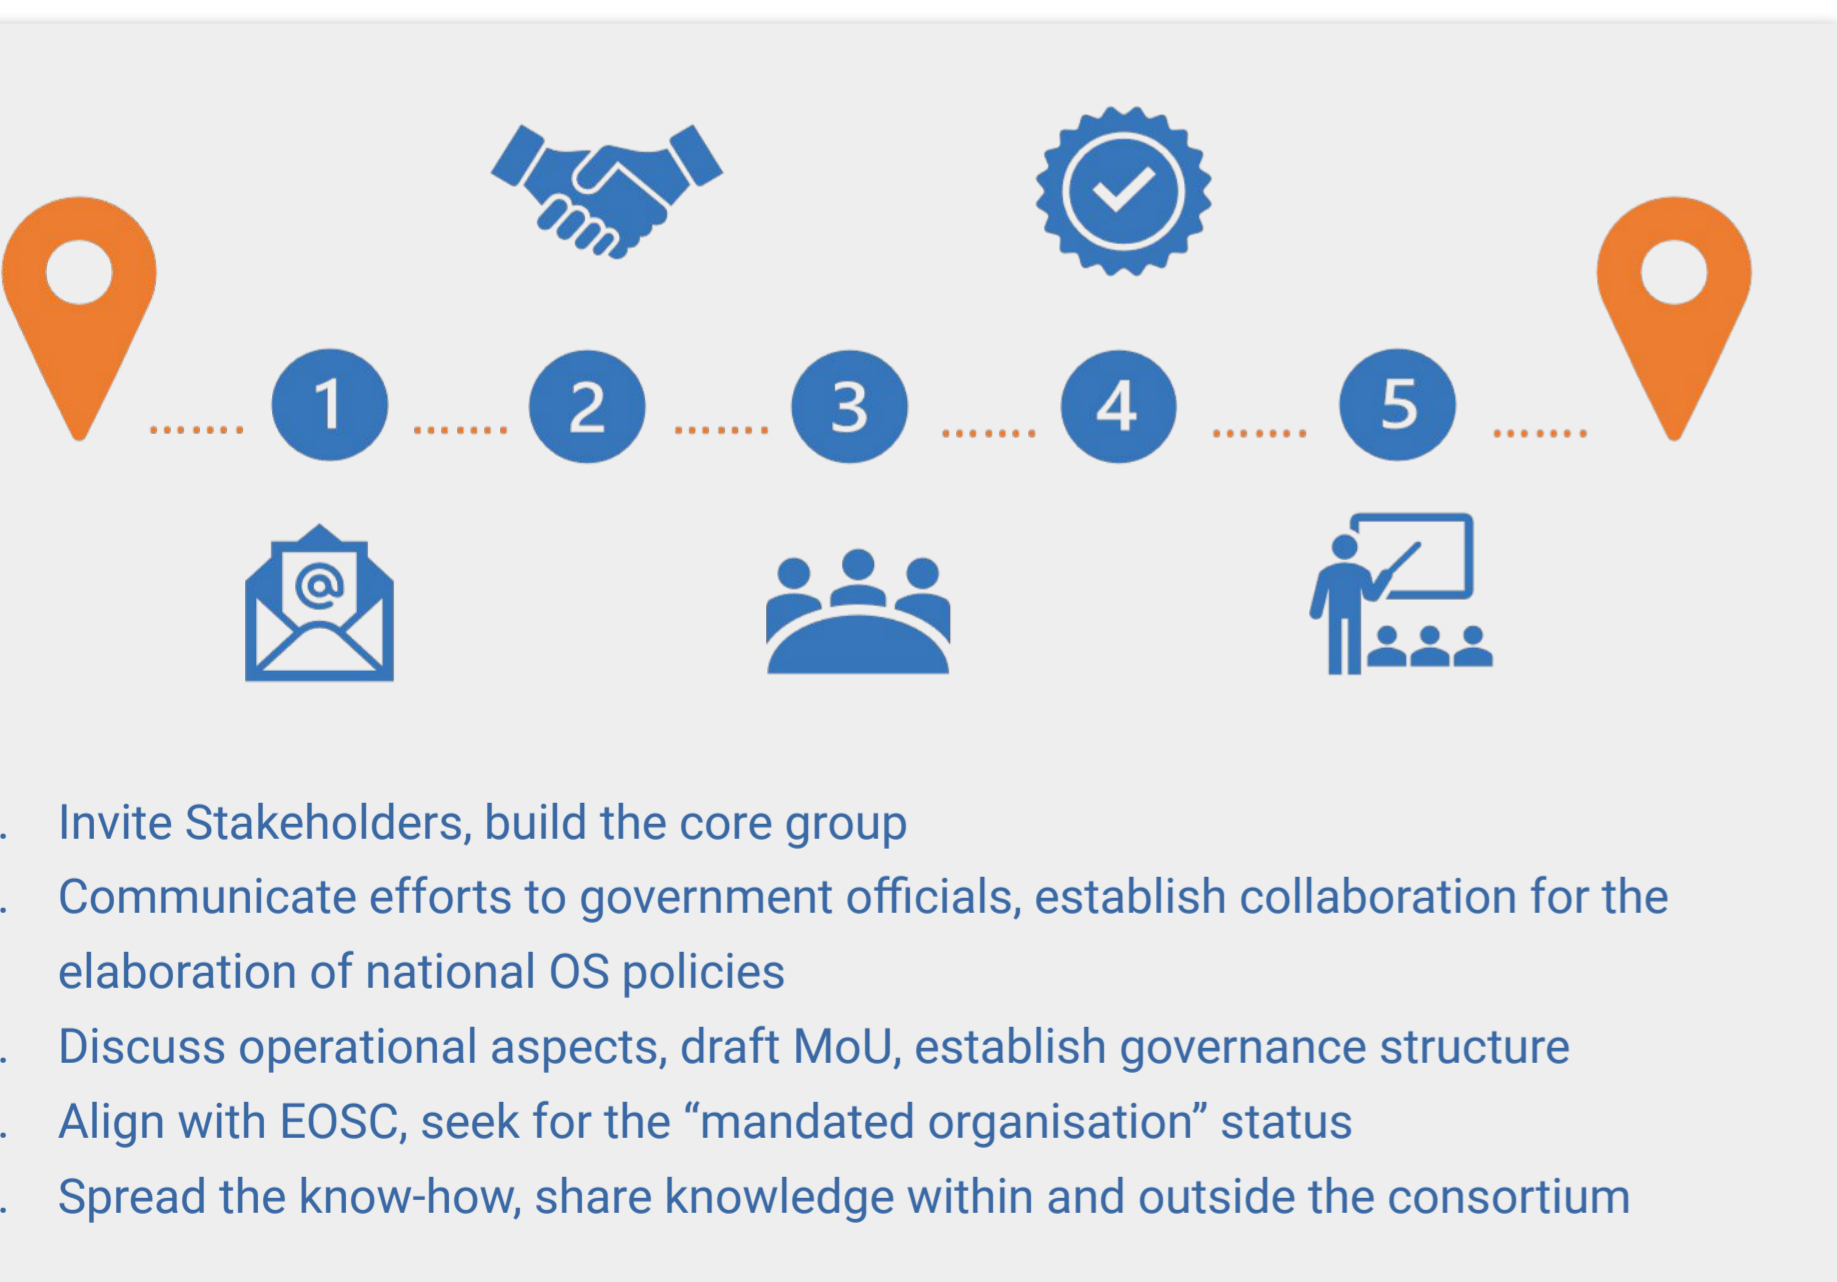 1 2 3 4 5
@
. Invite Stakeholders, build the core group
. Communicate efforts to government officials, establish collaboration for the
elaboration of national OS policies
. Discuss operational aspects, draft MoU, establish governance structure
. Align with EOSC, seek for the “mandated organisation” status
. Spread the know-how, share knowledge within and outside the consortium